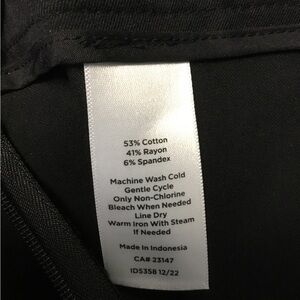 53% Cotton
41% Rayon
6% Spandex
Machine Wash Cold
Gentle Cycle
Only Non-Chlorine
Bleach When Needed
Line Dry
Warm Iron With Steam
If Needed
Made In Indonesia
CA# 23147
IDS358 12/22